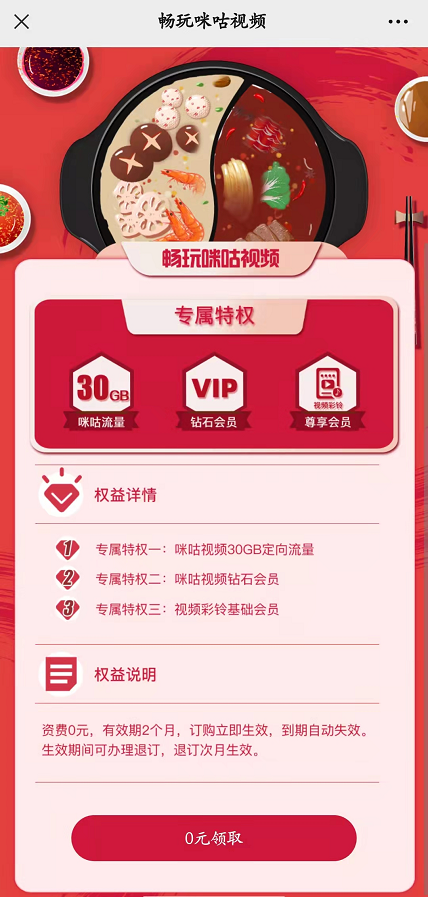 畅玩咪咕视频
畅玩咪咕视频
专属特权
30GB
咪咕流量
VIP
钻石会员
视频彩铃
尊享会员
权益详情
1 专属特权一：咪咕视频30GB定向流量
2 专属特权二：咪咕视频钻石会员
3 专属特权三：视频彩铃基础会员
权益说明
资费0元，有效期2个月，订购立即生效，到期自动失效。
生效期间可办理退订，退订次月生效。
0元领取